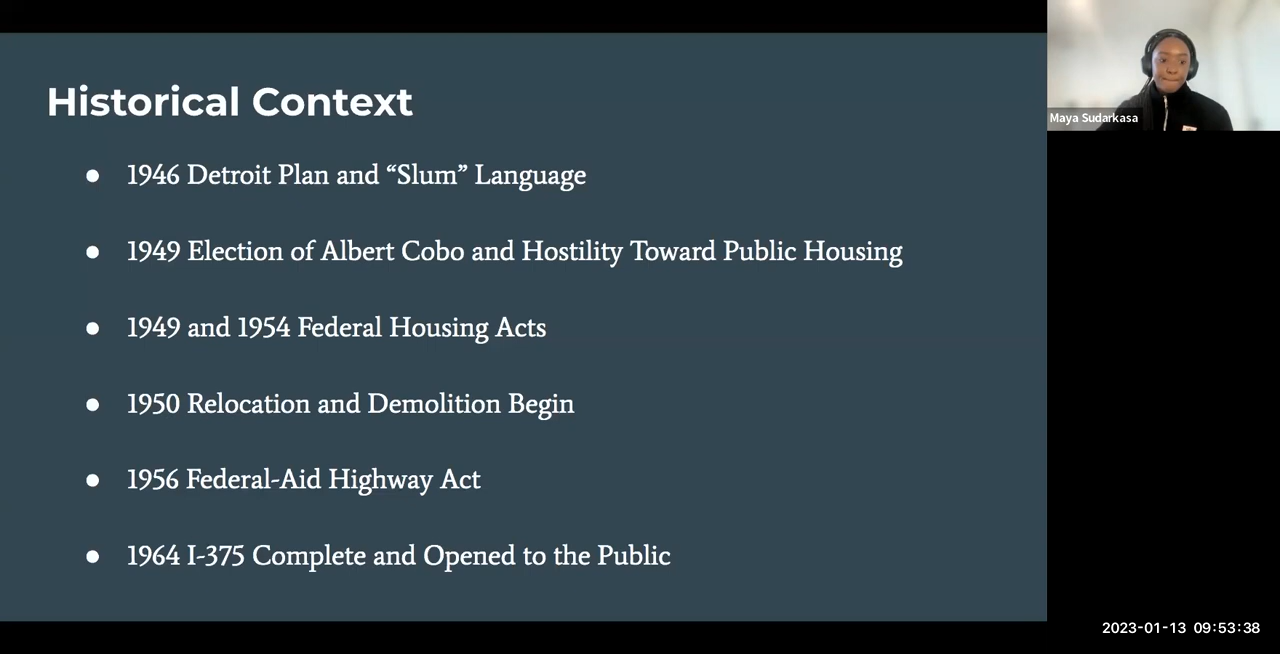 Historical Context
● 1946 Detroit Plan and “Slum” Language
● 1949 Election of Albert Cobo and Hostility Toward Public Housing
● 1949 and 1954 Federal Housing Acts
● 1950 Relocation and Demolition Begin
● 1956 Federal-Aid Highway Act
● 1964 I-375 Complete and Opened to the Public
Maya Sudarkasa
2023-01-13 09:53:38